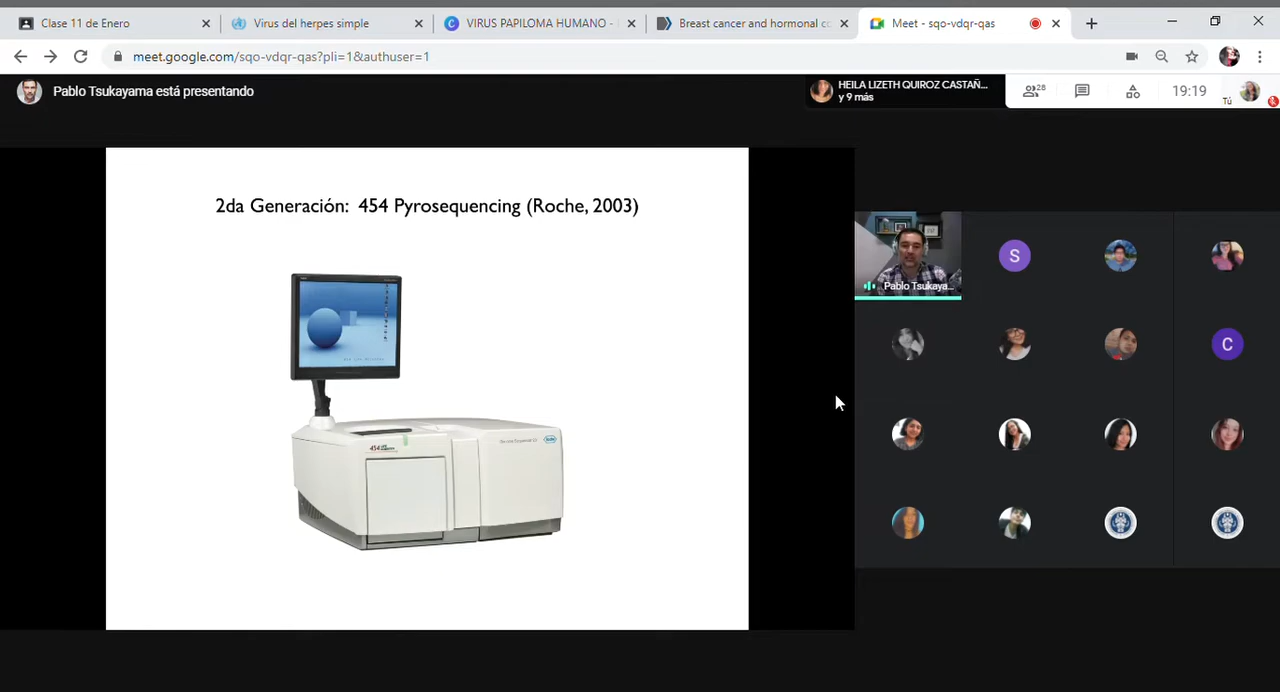 Clase 11 de Enero
Virus del herpes simple
VIRUS PAPILOMA HUMANO -
Breast cancer and hormonal co
Meet - sqo-vdqr-qas
meet.google.com/sqo-vdqr-qas?pli=1&authuser=1
Pablo Tsukayama está presentando
HEILA LIZETH QUIROZ CASTAÑ...
y 9 más
28
19:19
Tú
2da Generación: 454 Pyrosequencing (Roche, 2003)
Pablo Tsukaya...
S
C
C
454
Roche